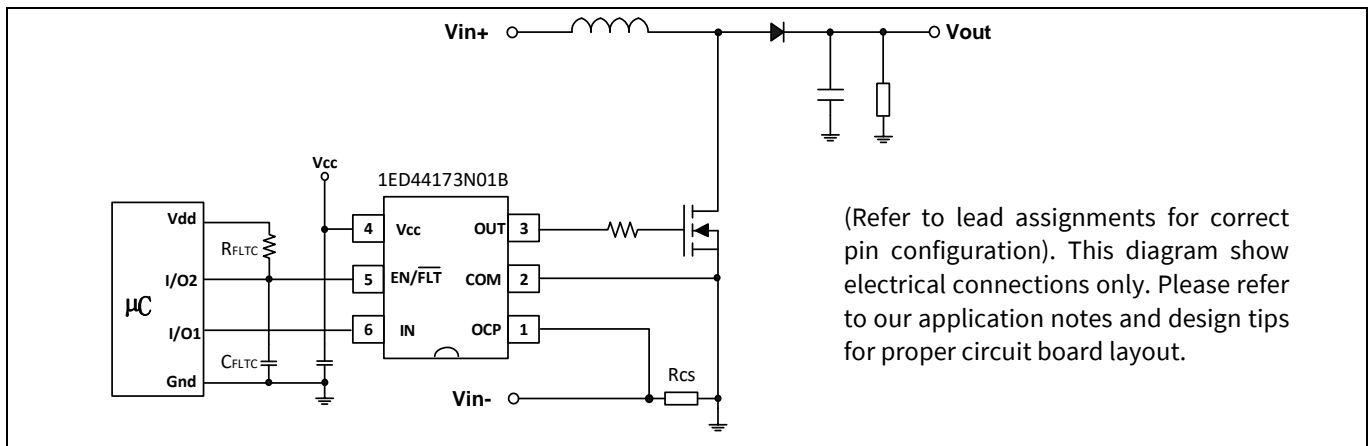 Vin+
Vout
Vcc
1ED44173N01B
Vdd
4 Vcc OUT 3
RFLTC
I/O2
5 EN/FLT COM 2
μC
I/O1
6 IN OCP 1
CFLTC
Gnd
Rcs
Vin-
(Refer to lead assignments for correct
pin configuration). This diagram show
electrical connections only. Please refer
to our application notes and design tips
for proper circuit board layout.